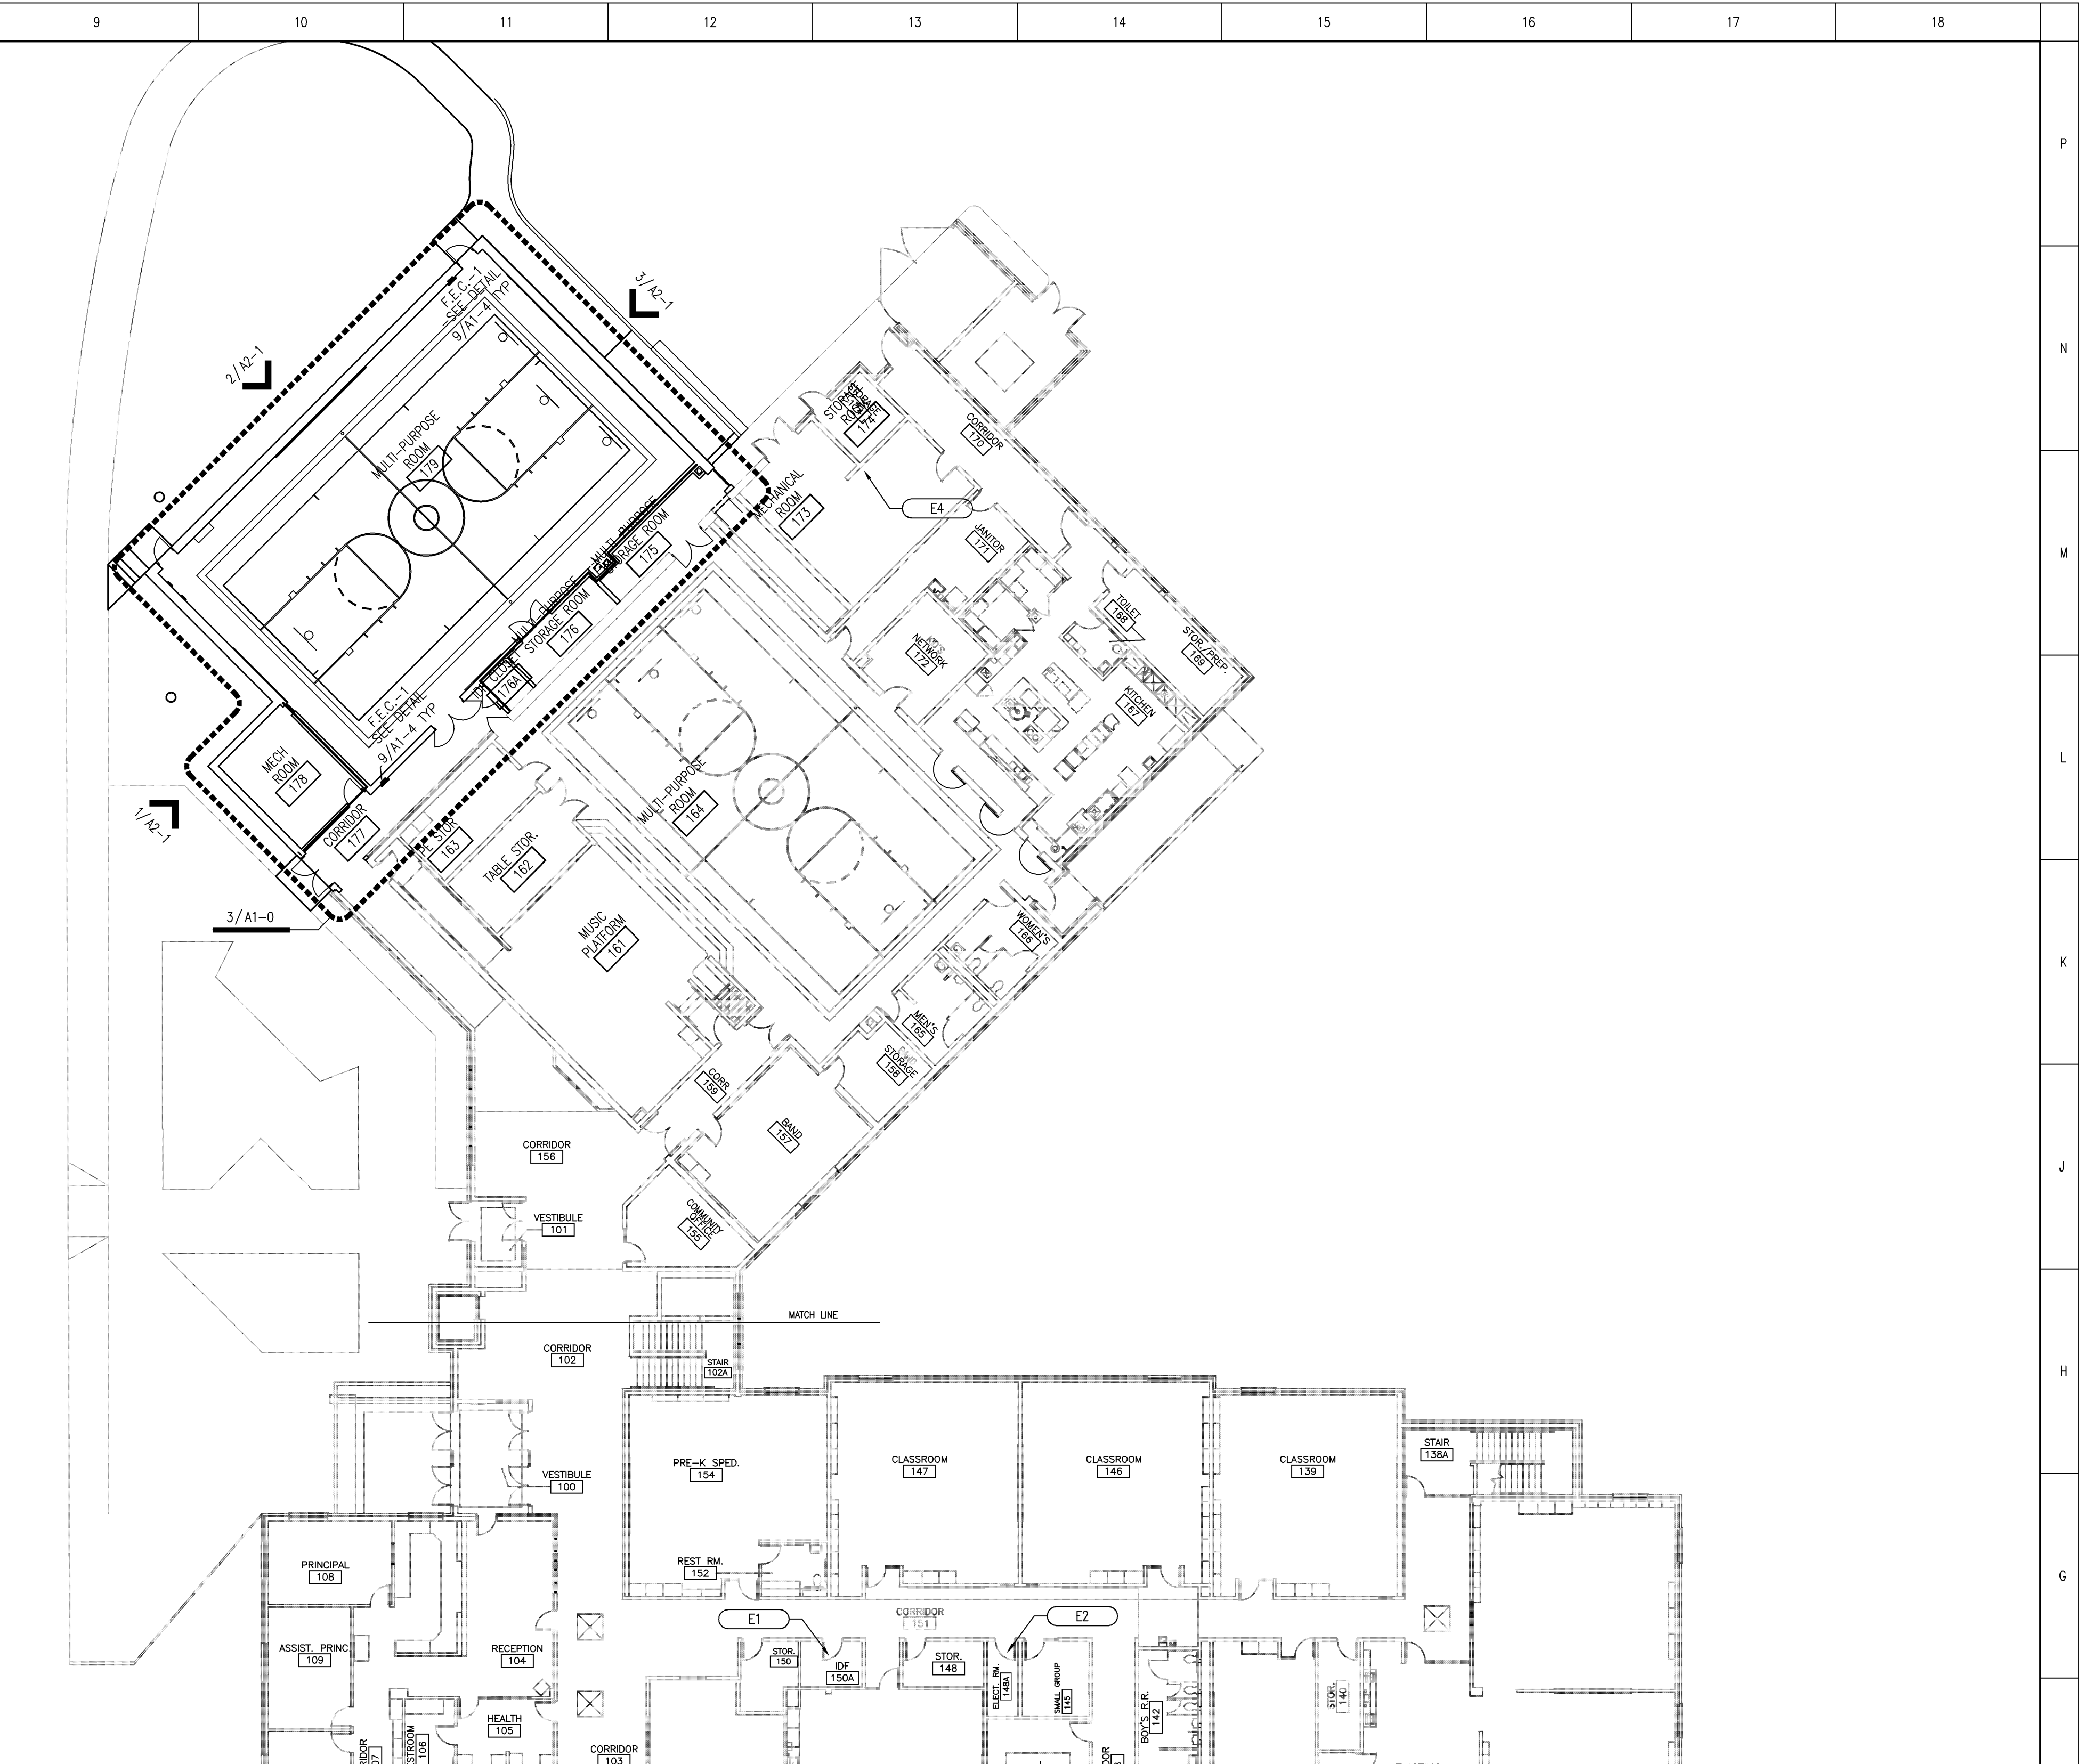 9 10 11 12 13 14 15 16 17 18
P
N
M
L
K
J
H
G
3/A2-1
2/A2-1
1/A2-1
3/A1-0
F.E.C.-1
SEE DETAIL
9/A1-4 TYP
MULTI-PURPOSE
ROOM
179
STORAGE
ROOM
174
CORRIDOR
170
E4
MECHANICAL
ROOM
173
MULTI-PURPOSE
STORAGE ROOM
175
JANITOR
171
MULTI-PURPOSE
STORAGE ROOM
176
IDF CLOSET
176A
TOILET
168
STOR./PREP.
169
KID'S
NETWORK
172
KITCHEN
167
F.E.C.-1
SEE DETAIL
9/A1-4 TYP
MECH
ROOM
178
CORRIDOR
177
PE STOR
163
TABLE STOR.
162
MULTI-PURPOSE
ROOM
164
MUSIC
PLATFORM
161
WOMEN'S
166
MEN'S
165
BAND
STORAGE
158
CORR
159
BAND
157
CORRIDOR
156
VESTIBULE
101
COMMUNITY
OFFICE
155
MATCH LINE
CORRIDOR
102
STAIR
102A
VESTIBULE
100
PRE-K SPED.
154
CLASSROOM
147
CLASSROOM
146
CLASSROOM
139
STAIR
138A
REST RM.
152
PRINCIPAL
108
ASSIST. PRINC.
109
RECEPTION
104
HEALTH
105
CORRIDOR
103
E1
E2
CORRIDOR
151
STOR.
150
IDF
150A
STOR.
148
ELECT. RM.
148A
SMALL GROUP
145
BOY'S R.R.
142
STOR.
140
106